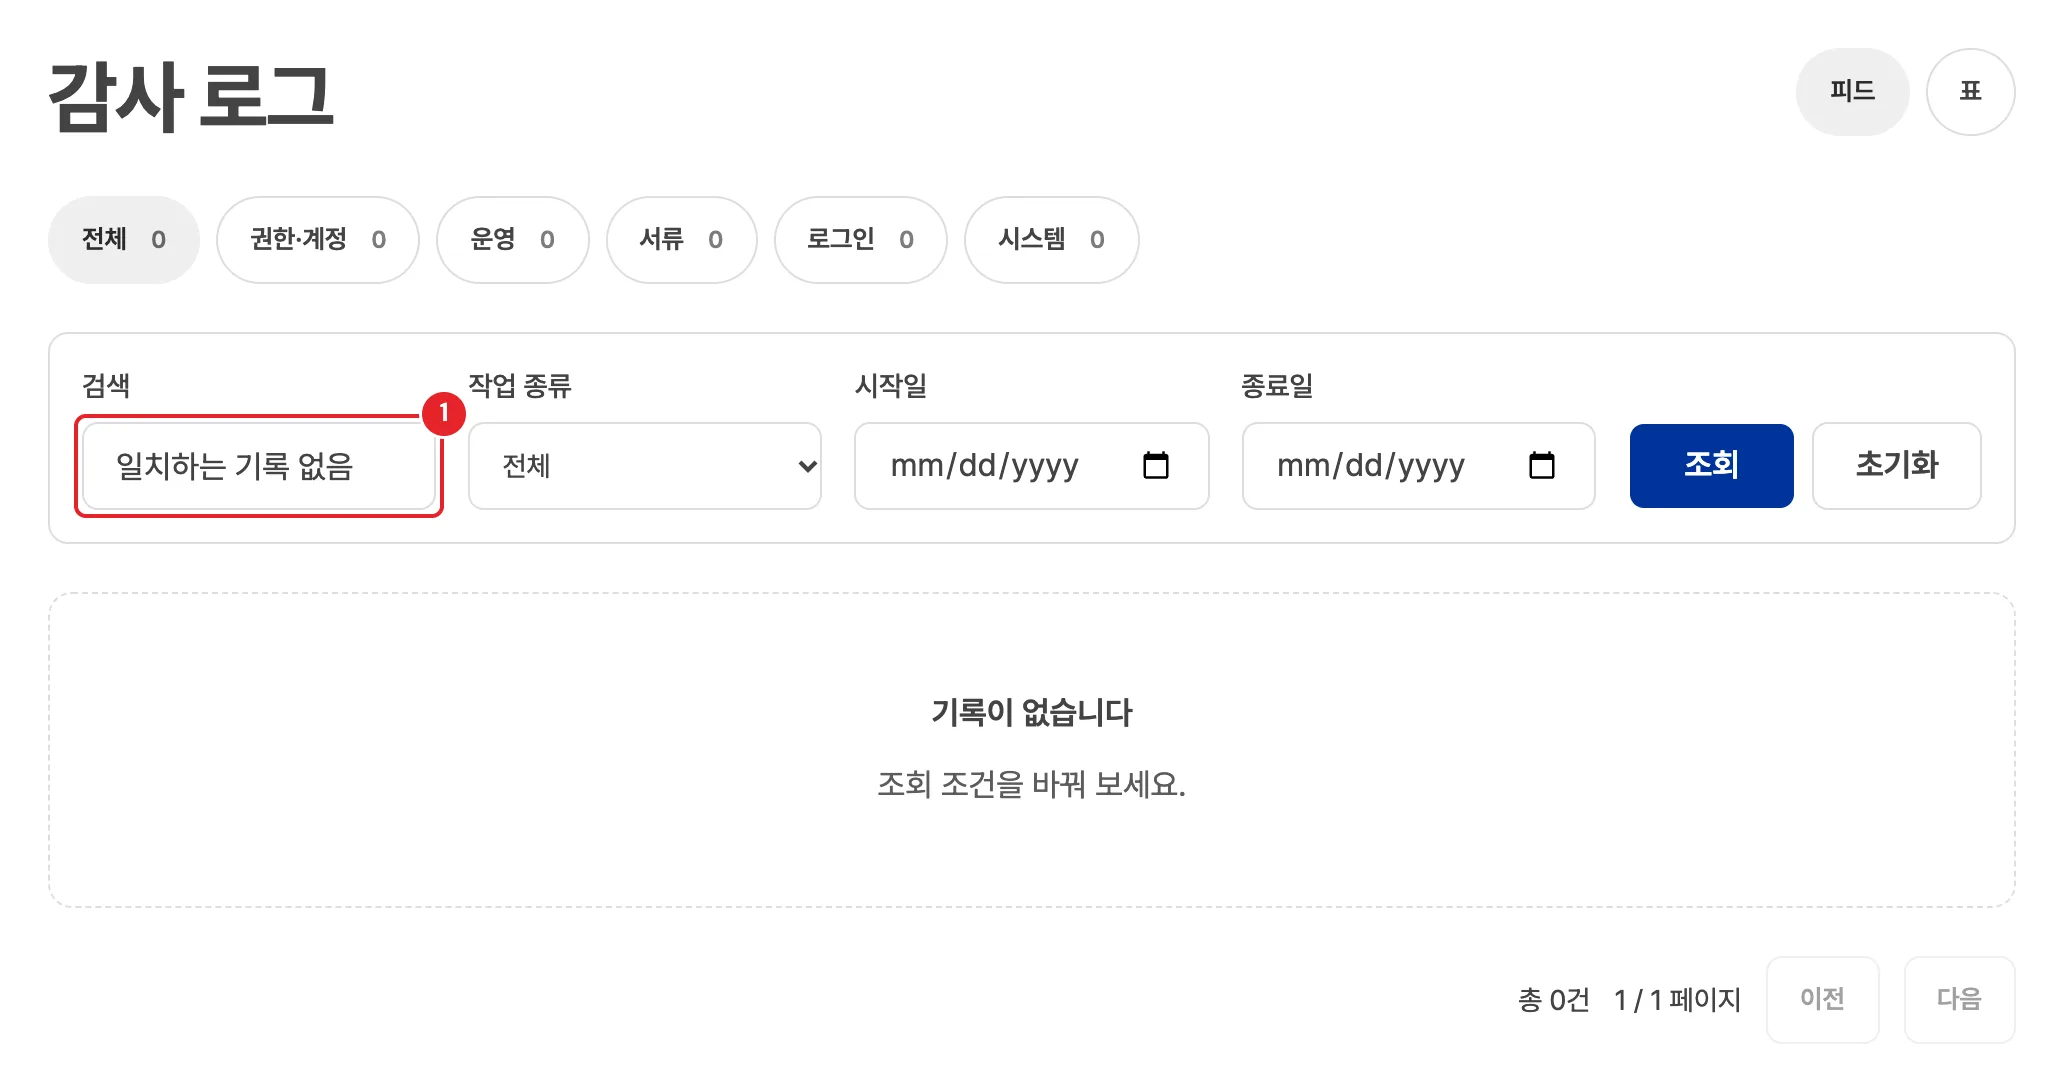 감사 로그
피드 표
전체 0 권한·계정 0 운영 0 서류 0 로그인 0 시스템 0
검색 작업 종류 시작일 종료일
1
일치하는 기록 없음 전체 mm/dd/yyyy mm/dd/yyyy 조회 초기화
기록이 없습니다
조회 조건을 바꿔 보세요.
총 0건 1 / 1 페이지 이전 다음